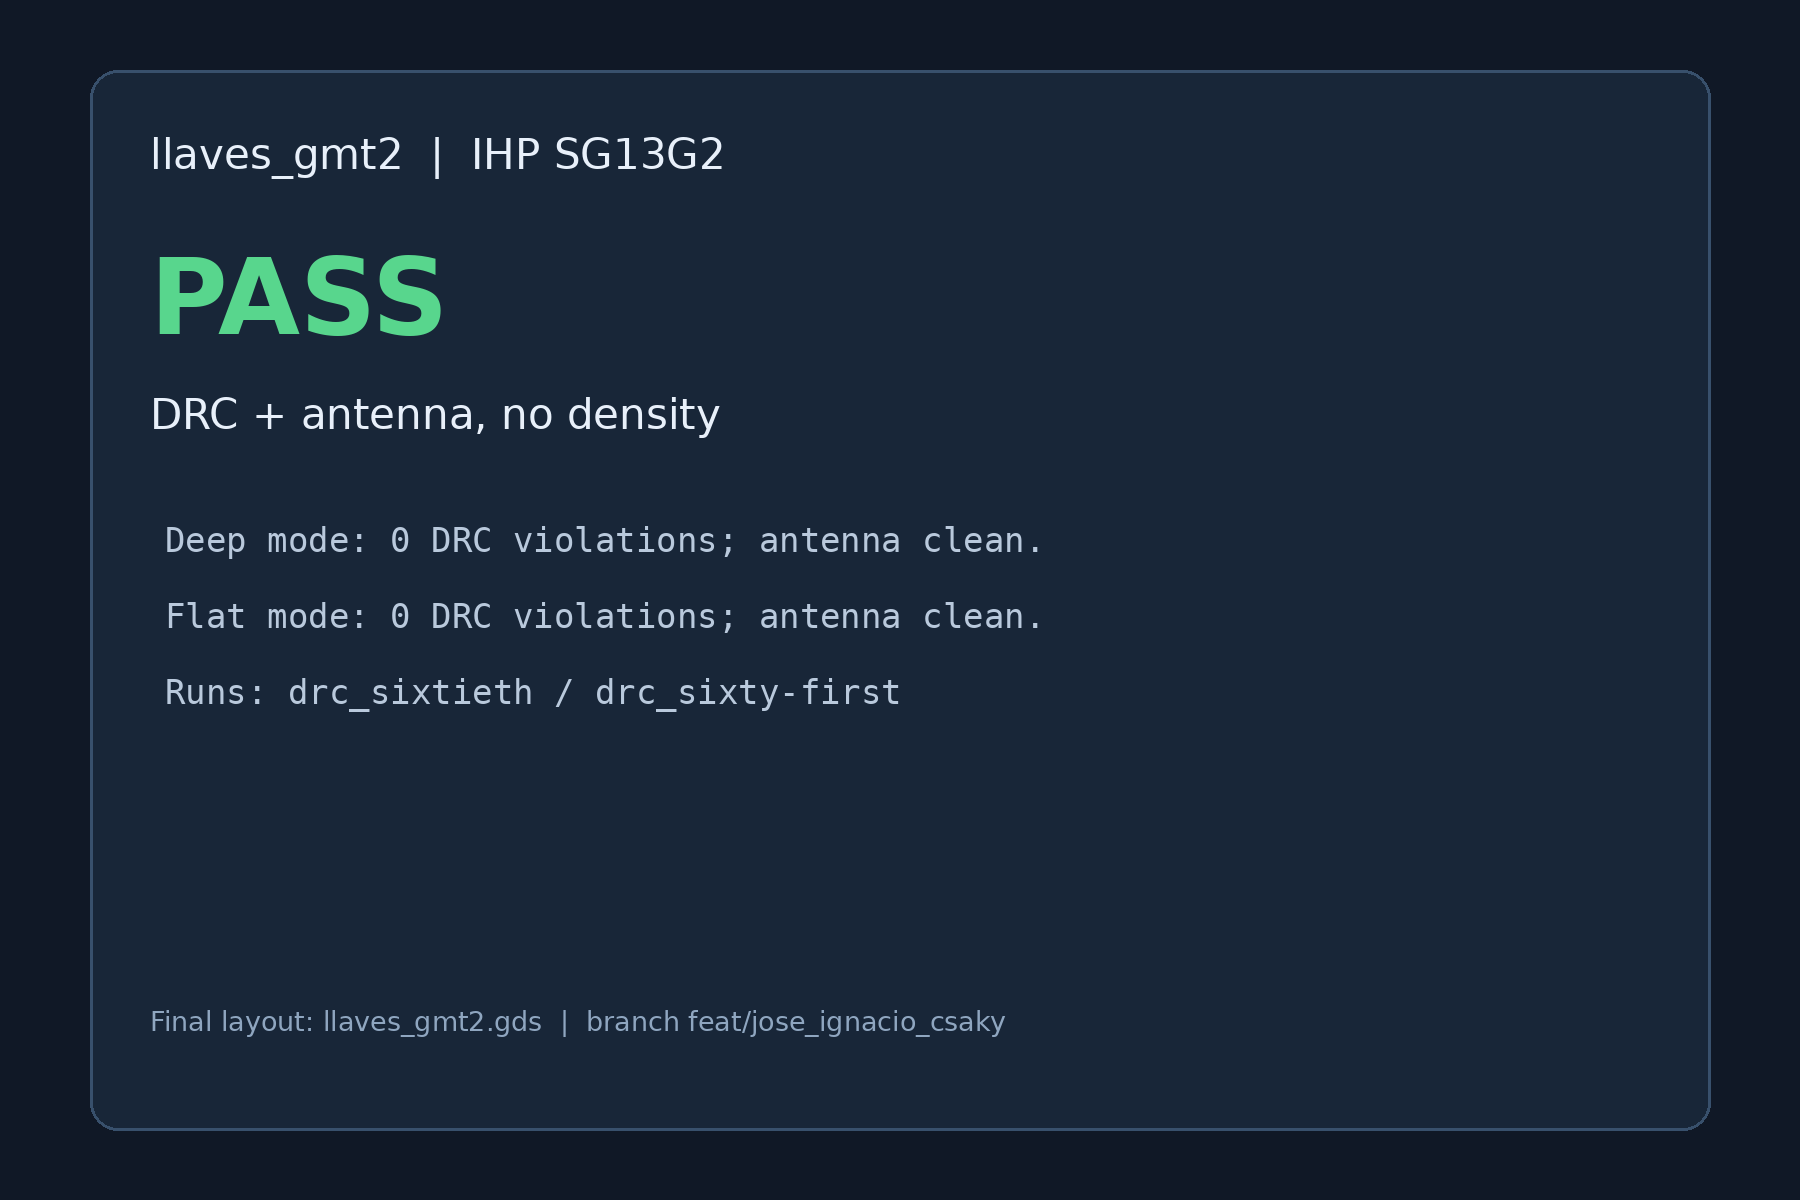 llaves_gmt2 | IHP SG13G2
PASS
DRC + antenna, no density
Deep mode: 0 DRC violations; antenna clean.
Flat mode: 0 DRC violations; antenna clean.
Runs: drc_sixtieth / drc_sixty-first
Final layout: llaves_gmt2.gds | branch feat/jose_ignacio_csaky